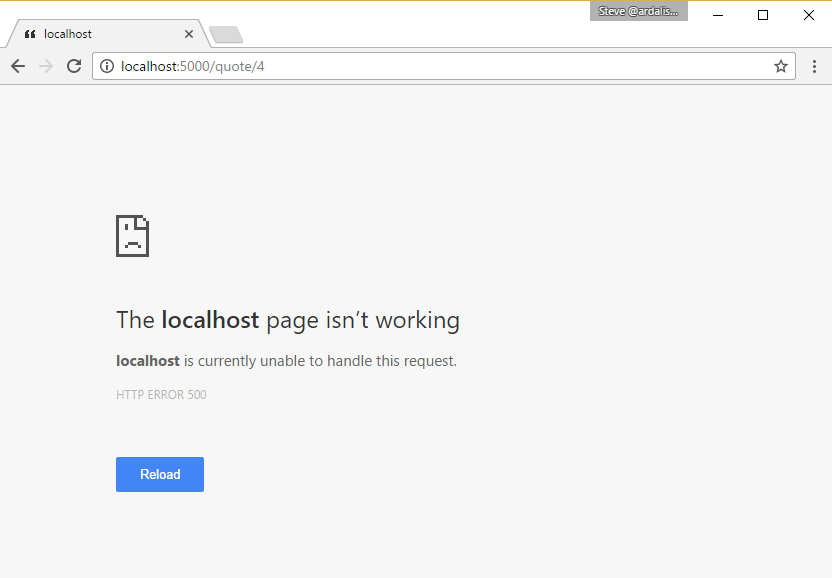 Steve @ardalis...
localhost
localhost:5000/quote/4
The localhost page isn't working
localhost is currently unable to handle this request.
HTTP ERROR 500
Reload